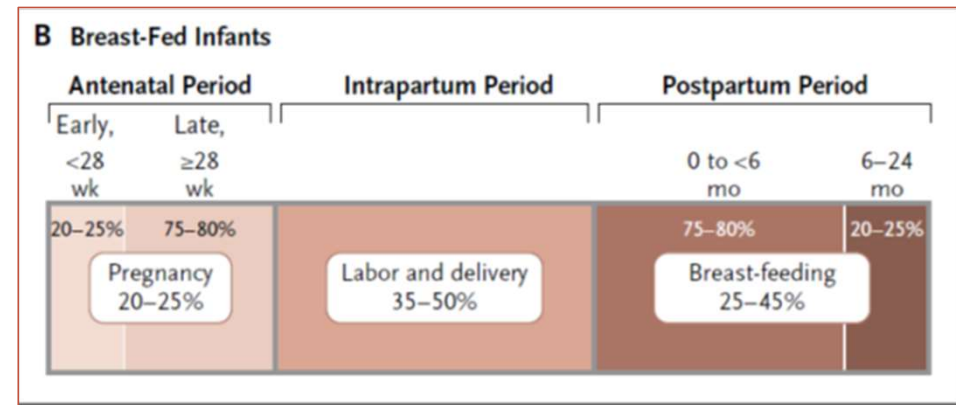 B Breast-Fed Infants
Antenatal Period Intrapartum Period Postpartum Period
Early, Late,
<28 ≥28 0 to <6 6–24
wk wk mo mo
20–25% 75–80% 75–80% 20–25%
Pregnancy Labor and delivery Breast-feeding
20–25% 35–50% 25–45%